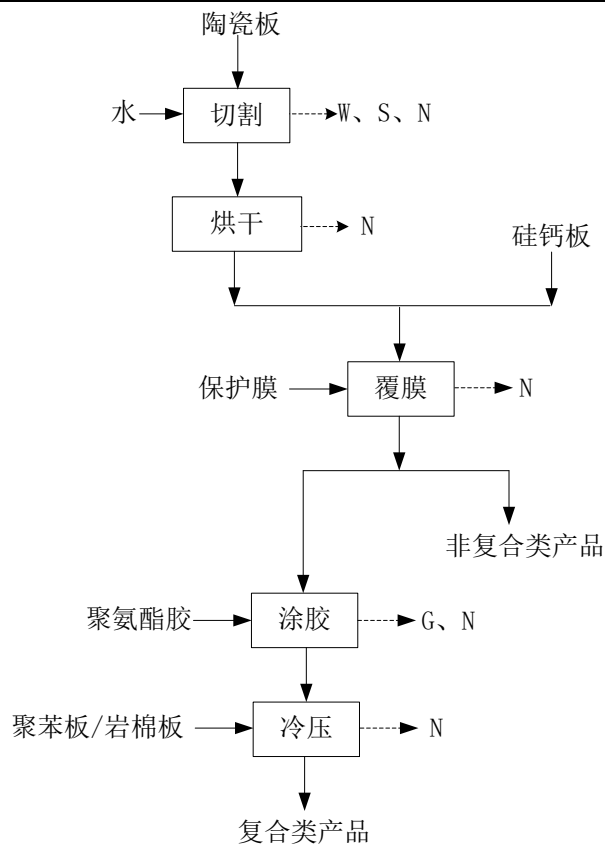 陶瓷板
水
切割
W、S、N
烘干
N
硅钙板
保护膜
覆膜
N
非复合类产品
聚氨酯胶
涂胶
G、N
聚苯板/岩棉板
冷压
N
复合类产品